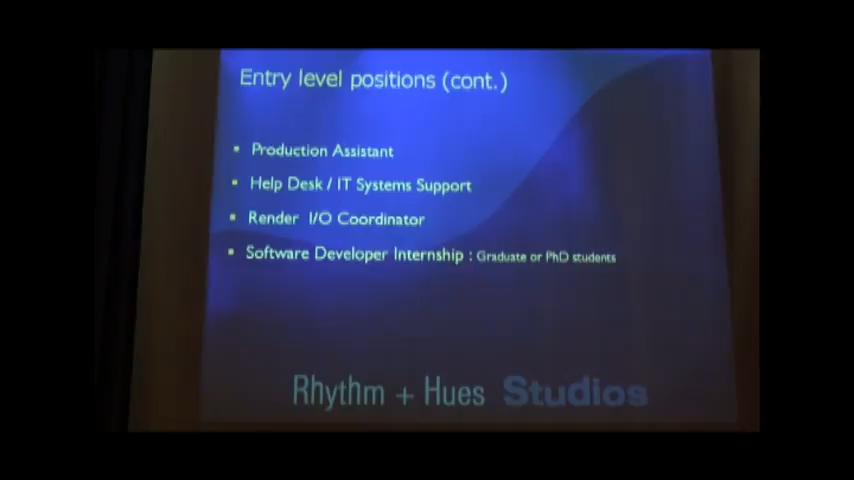 Entry level positions (cont.)
▪ Production Assistant
▪ Help Desk / IT Systems Support
▪ Render I/O Coordinator
▪ Software Developer Internship : Graduate or PhD students
Rhythm + Hues Studios